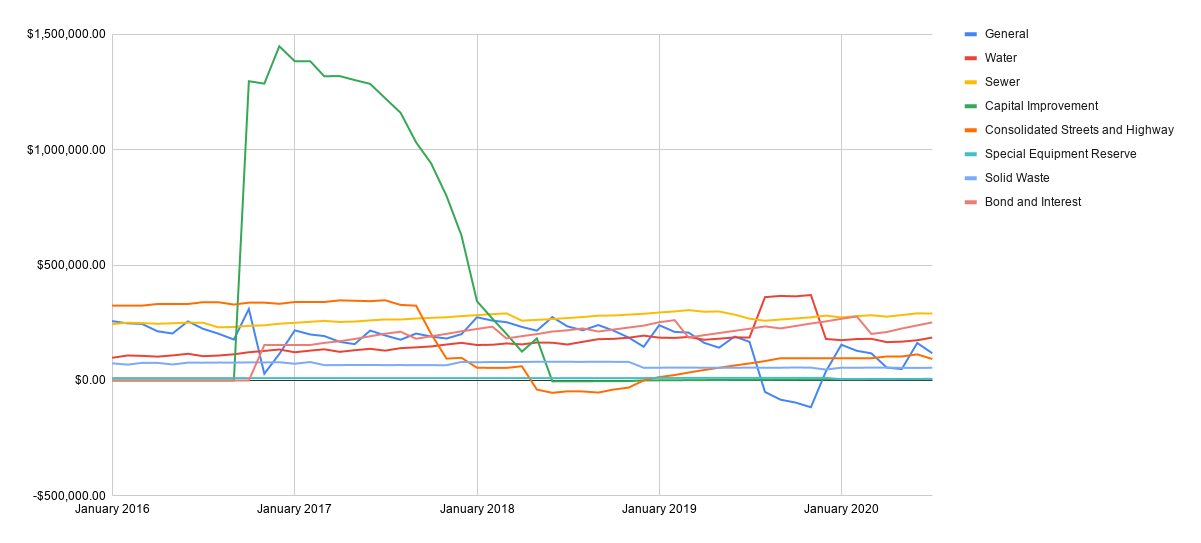 $1,500,000.00
$1,000,000.00
$500,000.00
$0.00
-$500,000.00
January 2016
January 2017
January 2018
January 2019
January 2020
General
Water
Sewer
Capital Improvement
Consolidated Streets and Highway
Special Equipment Reserve
Solid Waste
Bond and Interest